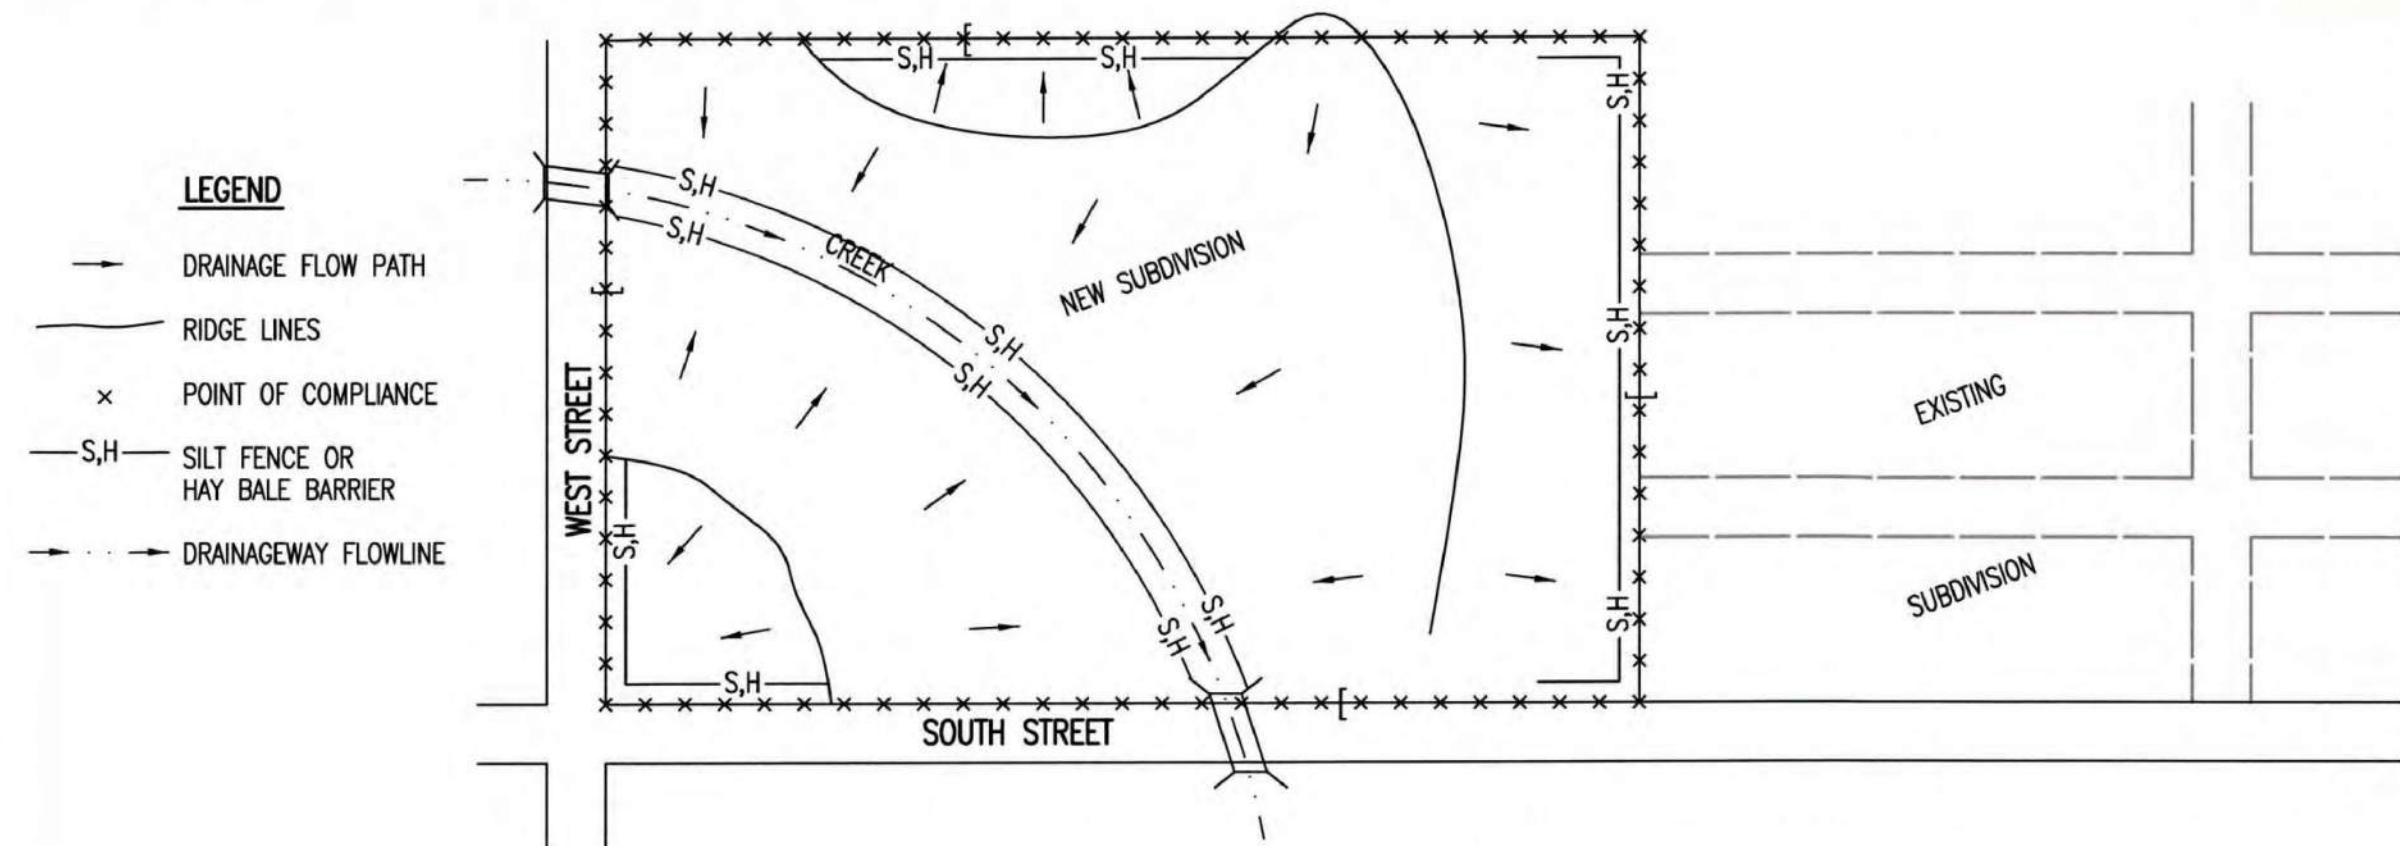 LEGEND
DRAINAGE FLOW PATH
RIDGE LINES
× POINT OF COMPLIANCE
S,H SILT FENCE OR
HAY BALE BARRIER
DRAINAGEWAY FLOWLINE
S,H
S,H
S,H
S,H
S,H
CREEK
NEW SUBDIVISION
S,H
S,H
S,H
WEST STREET
EXISTING
S,H
SUBDIVISION
S,H
S,H
S,H
S,H
SOUTH STREET